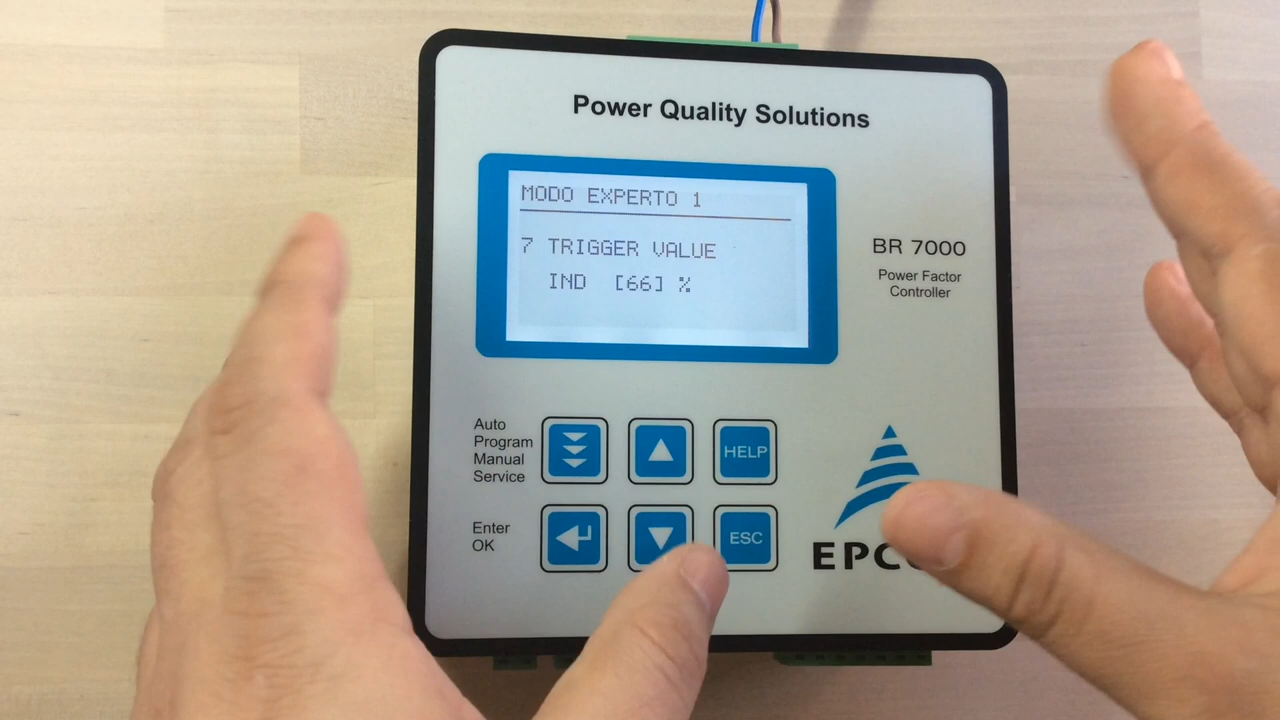 Power Quality Solutions
MODO EXPERTO 1
7 TRIGGER VALUE
IND [66] %
BR 7000
Power Factor
Controller
Auto
Program
Manual
Service
HELP
Enter
OK
ESC